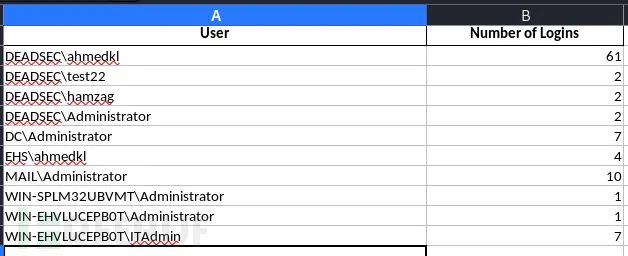 A B
User Number of Logins
DEADSEC\ahmedkl 61
DEADSEC\test22 2
DEADSEC\hamzag 2
DEADSEC\Administrator 2
DC\Administrator 7
EHS\ahmedkl 4
MAIL\Administrator 10
WIN-SPLM32UBVMT\Administrator 1
WIN-EHVLUCEPB0T\Administrator 1
WIN-EHVLUCEPB0T\ITAdmin 7